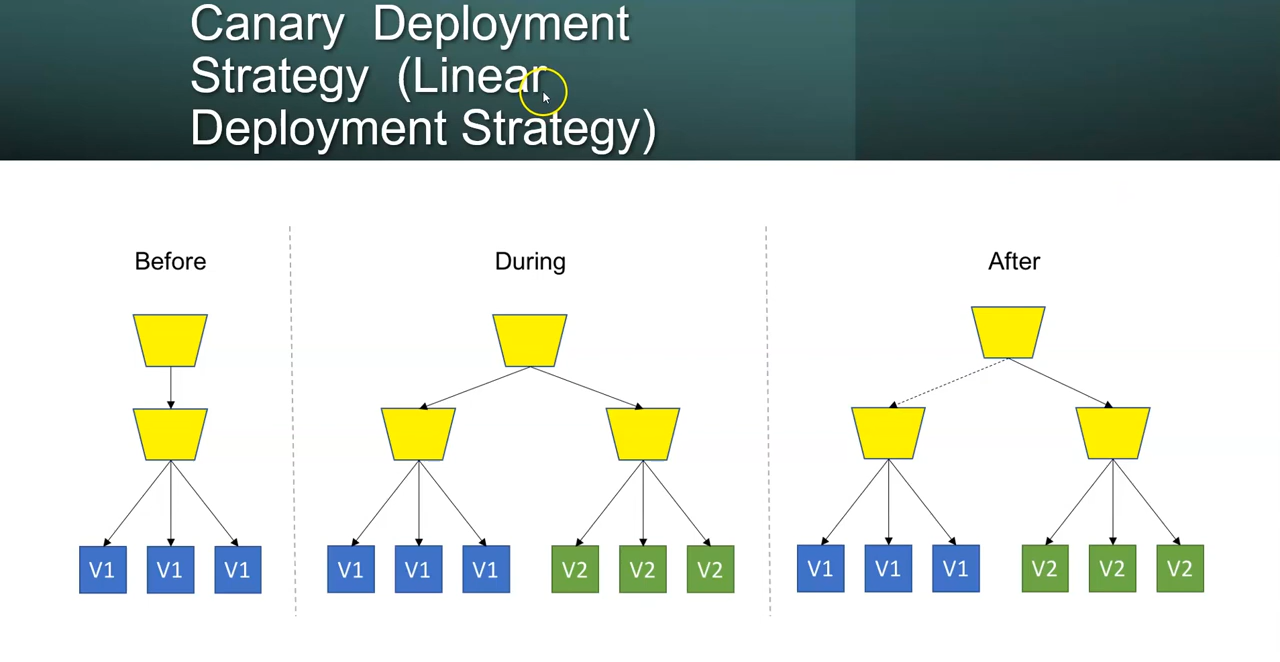 Canary Deployment
Strategy (Linear
Deployment Strategy)
Before
During
After
V1 V1 V1
V1 V1 V1 V2 V2 V2
V1 V1 V1 V2 V2 V2